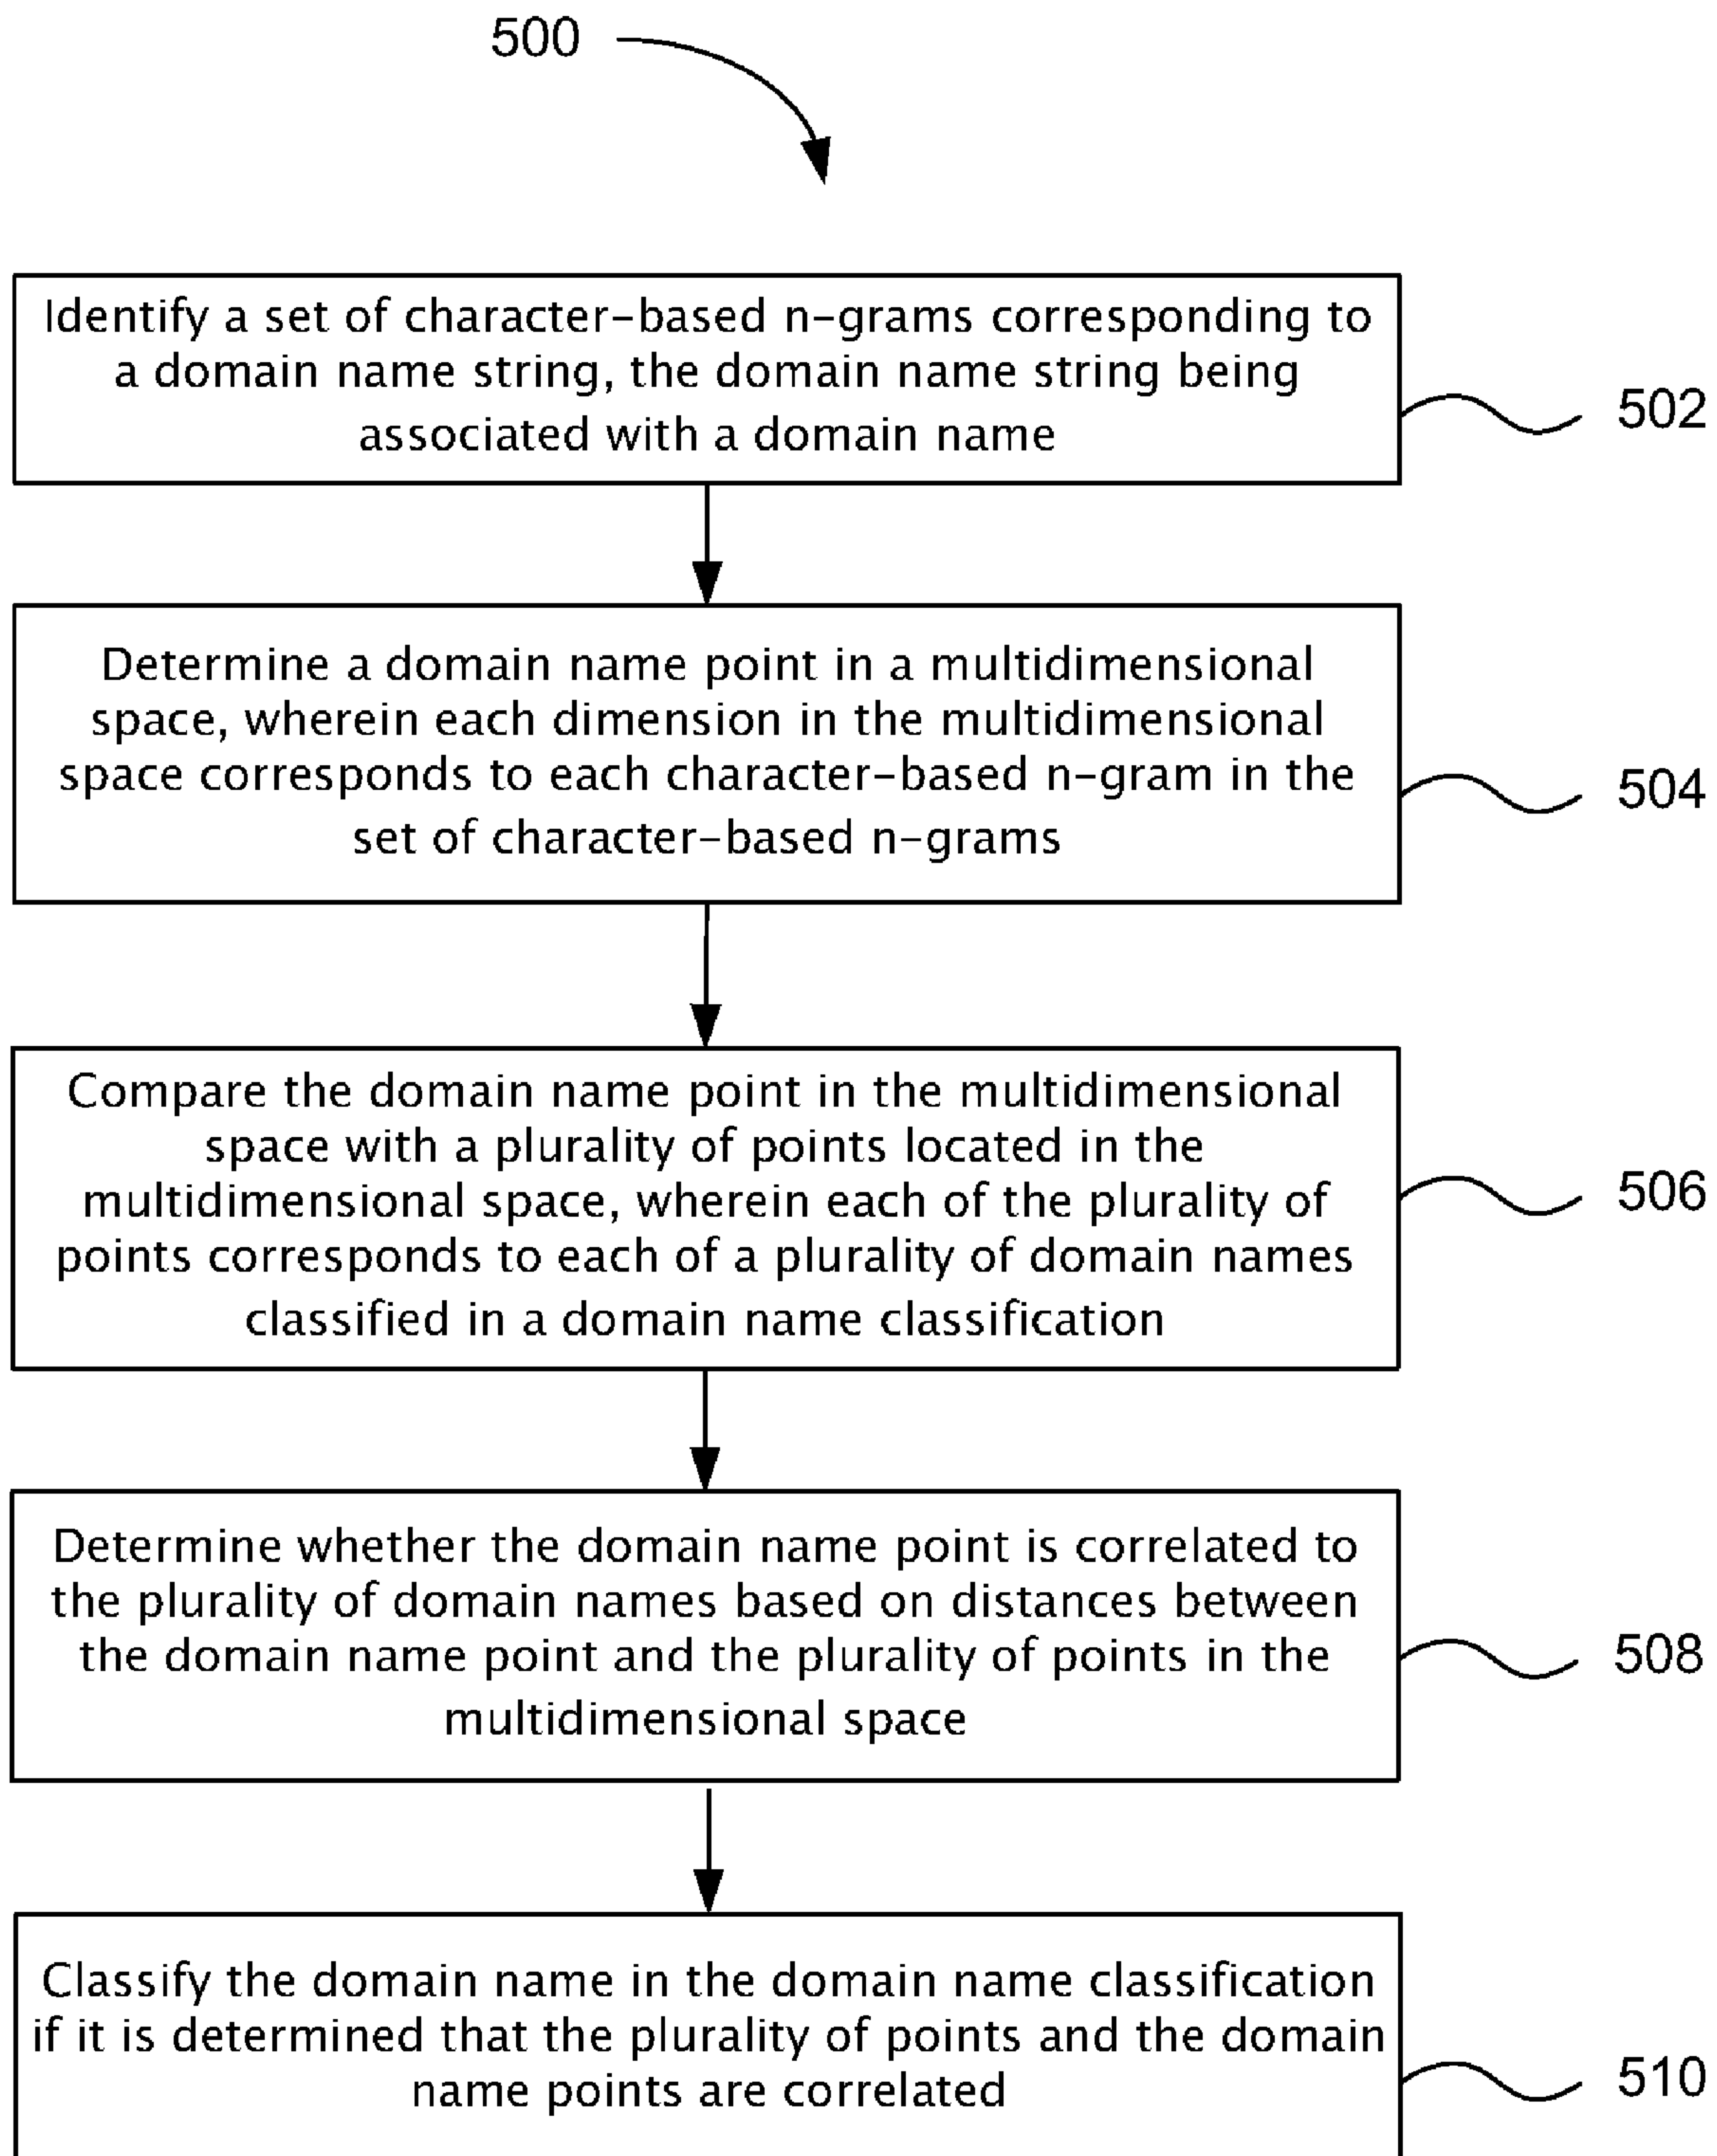 500
Identify a set of character-based n-grams corresponding to
a domain name string, the domain name string being
associated with a domain name
502
Determine a domain name point in a multidimensional
space, wherein each dimension in the multidimensional
space corresponds to each character-based n-gram in the
set of character-based n-grams
504
Compare the domain name point in the multidimensional
space with a plurality of points located in the
multidimensional space, wherein each of the plurality of
points corresponds to each of a plurality of domain names
classified in a domain name classification
506
Determine whether the domain name point is correlated to
the plurality of domain names based on distances between
the domain name point and the plurality of points in the
multidimensional space
508
Classify the domain name in the domain name classification
if it is determined that the plurality of points and the domain
name points are correlated
510